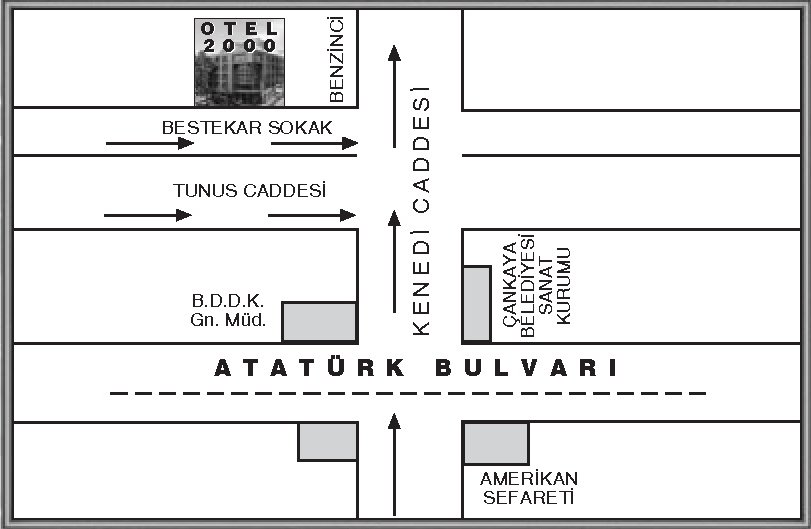 OTEL
2000
BENZİNCİ
BESTEKAR SOKAK
TUNUS CADDESİ
KENEDİ CADDESİ
B.D.D.K.
Gn. Müd.
ÇANKAYA
BELEDİYESİ
SANAT
KURUMU
ATATÜRK BULVARI
AMERİKAN
SEFARETİ